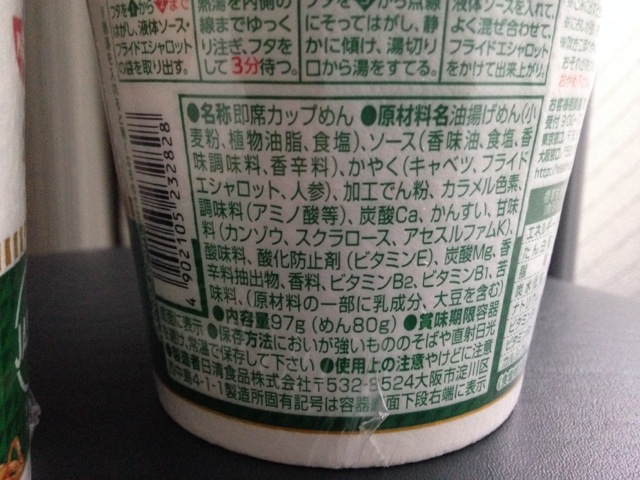 フタを1から2まで
はがし、液体ソース・
フライドエシャロット
の袋を取り出す。
熱湯を内側の
線までゆっく
り注ぎ、フタを
して3分待つ。
にそってはがし、静
かに傾け、湯切り
口から湯をすてる。
液体ソースを入れて、
よく混ぜ合わせて、
フライドエシャロット
をかけて出来上がり。
●名称即席カップめん●原材料名油揚げめん(小
麦粉、植物油脂、食塩)、ソース(香味油、食塩、香
味調味料、香辛料)、かやく(キャベツ、フライド
エシャロット、人参)、加工でん粉、カラメル色素、
調味料(アミノ酸等)、炭酸Ca、かんすい、甘味
料(カンゾウ、スクラロース、アセスルファムK)、
酸味料、酸化防止剤(ビタミンE)、炭酸Mg、香
辛料抽出物、香料、ビタミンB2、ビタミンB1、苦
味料、(原材料の一部に乳成分、大豆を含む)
●内容量97g(めん80g)●賞味期限容器
底面に表示●保存方法においが強いもののそばや直射日光
を避け、常温で保存して下さい●使用上の注意やけどに注意
●製造者日清食品株式会社〒532-8524大阪市淀川区
西中島4-1-1製造所固有記号は容器側面下段右端に表示
4 902105 232828